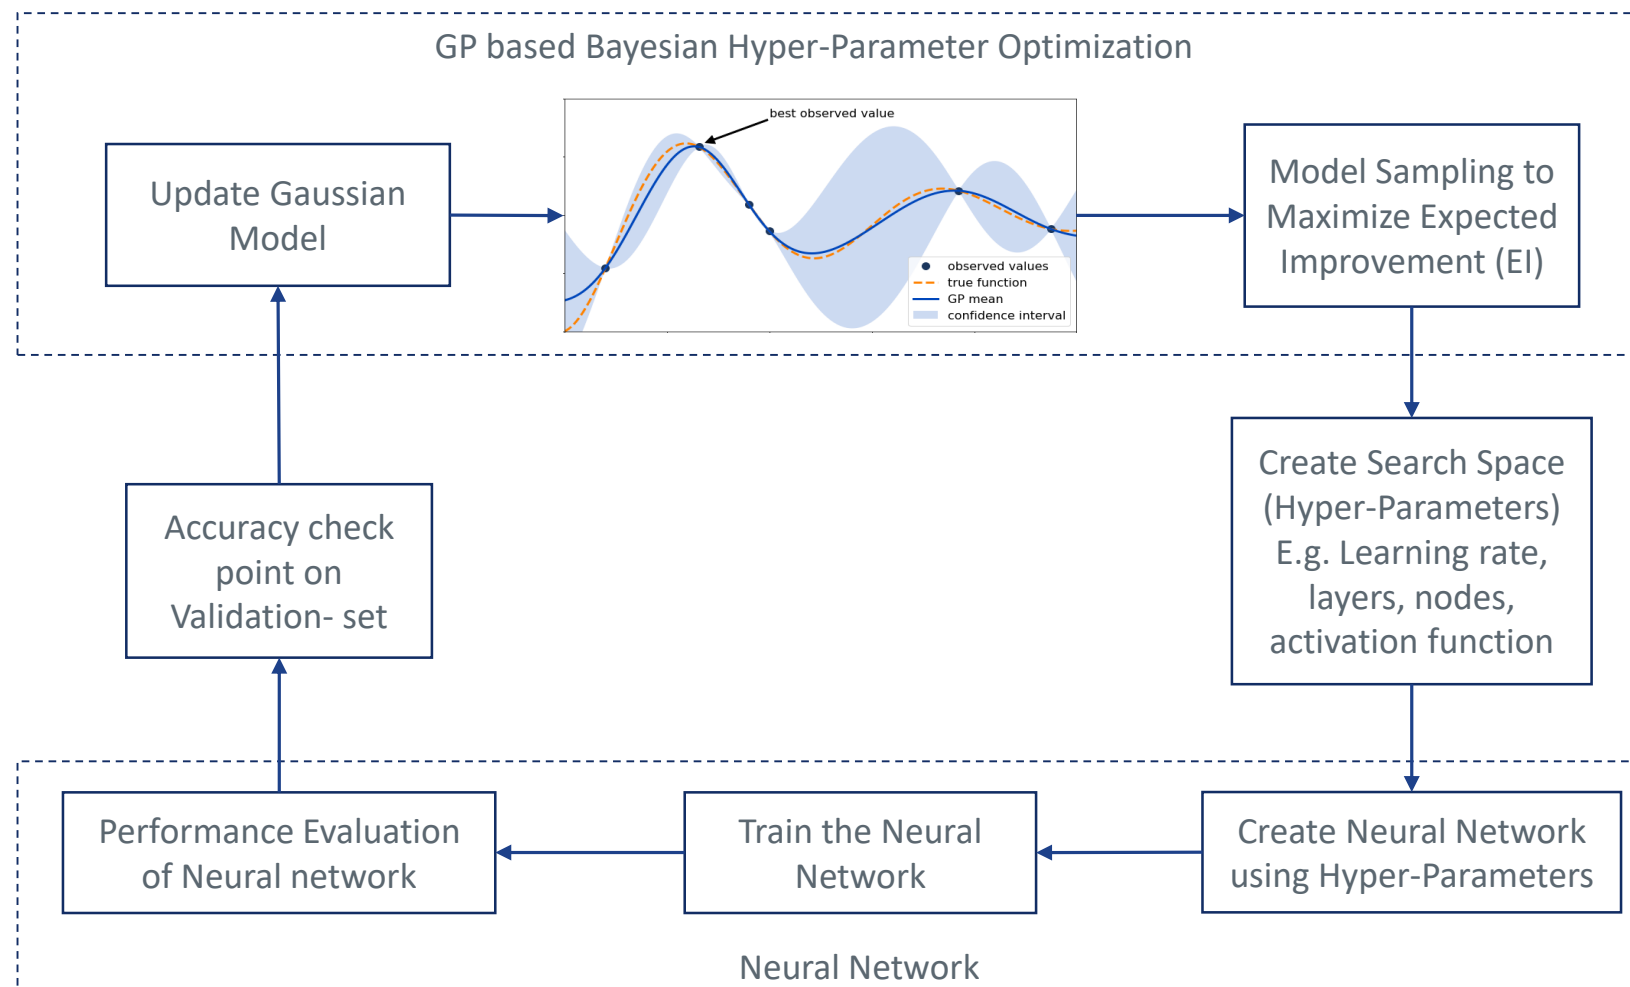 GP based Bayesian Hyper-Parameter Optimization
Update Gaussian
Model
best observed value
observed values
true function
GP mean
confidence interval
Model Sampling to
Maximize Expected
Improvement (EI)
Accuracy check
point on
Validation- set
Create Search Space
(Hyper-Parameters)
E.g. Learning rate,
layers, nodes,
activation function
Performance Evaluation
of Neural network
Train the Neural
Network
Create Neural Network
using Hyper-Parameters
Neural Network